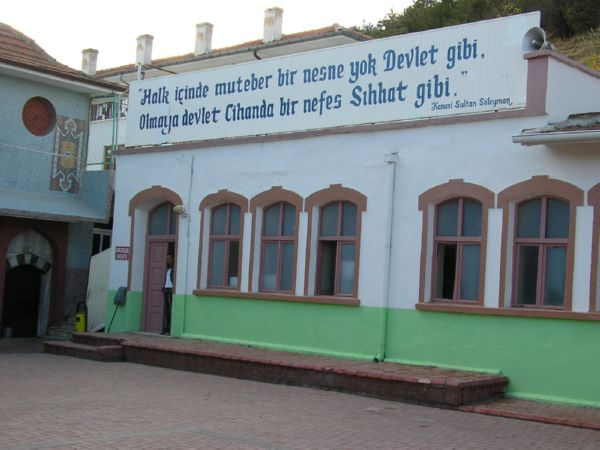 "Halk içinde muteber bir nesne yok Devlet gibi,
Olmaya devlet Cihanda bir nefes Sıhhat gibi."
Kanuni Sultan Süleyman